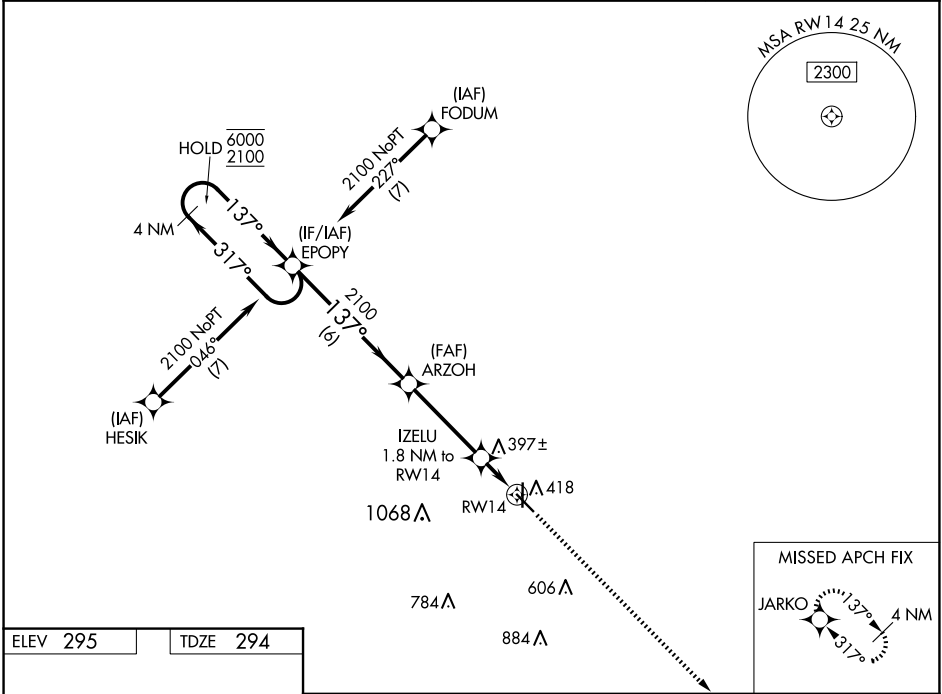 MSA RW14 25 NM
2300
(IAF)
FODUM
HOLD 6000
2100
2100 NoPT
227°
(7)
4 NM
137°
317°
(IF/IAF)
EPOPY
2100
137°
(6)
2100 NoPT
046°
(7)
(IAF)
HESIK
(FAF)
ARZOH
IZELU
1.8 NM to
RW14
397±
418
RW14
1068
784
606
884
MISSED APCH FIX
JARKO
137°
4 NM
317°
ELEV 295
TDZE 294